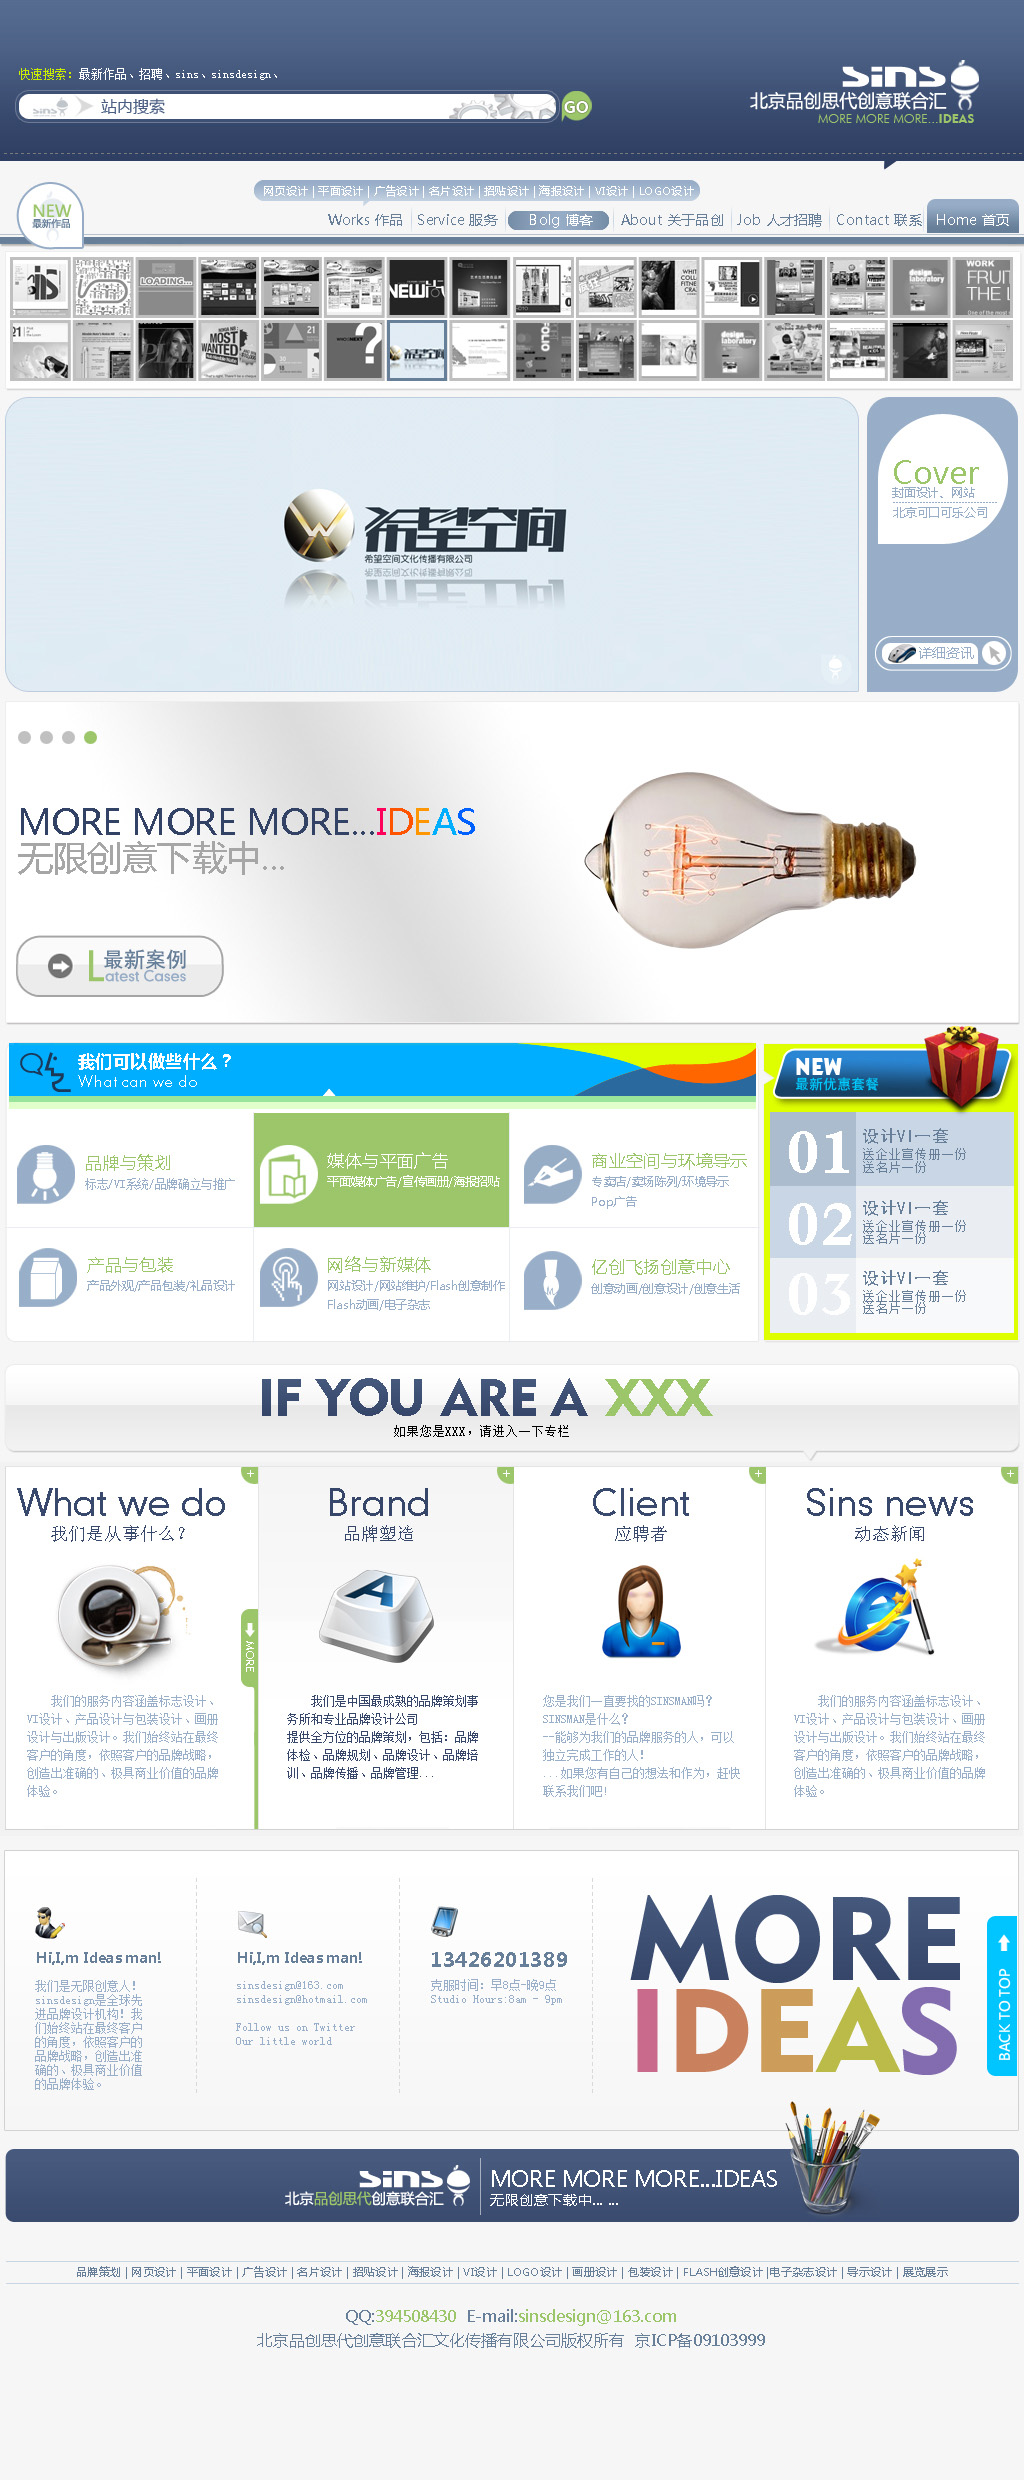 快速搜索：最新作品、招聘、sins、sinsdesign、
站内搜索
GO
sins
北京品创思代创意联合汇
MORE MORE MORE...IDEAS
NEW
最新作品
网页设计 | 平面设计 | 广告设计 | 名片设计 | 招贴设计 | 海报设计 | VI设计 | LOGO设计
Works 作品
Service 服务
Bolg 博客
About 关于品创
Job 人才招聘
Contact 联系
Home 首页
LOADING...
NEW
WORK
FRUIT
THE L
MOST
WANTED
design
laboratory
希望空间
希望空间
希望空间文化传播有限公司
Cover
封面设计、网站
北京可口可乐公司
详细资讯
MORE MORE MORE...IDEAS
无限创意下载中...
最新案例
Latest Cases
我们可以做些什么？
What can we do
NEW
最新优惠套餐
品牌与策划
标志/VI系统/品牌确立与推广
媒体与平面广告
平面媒体广告/宣传画册/海报招贴
商业空间与环境导示
专卖店/卖场陈列/环境导示
Pop广告
产品与包装
产品外观/产品包装/礼品设计
网络与新媒体
网站设计/网站维护/Flash创意制作
Flash动画/电子杂志
亿创飞扬创意中心
创意动画/创意设计/创意生活
01
设计VI一套
送企业宣传册一份
送名片一份
02
设计VI一套
送企业宣传册一份
送名片一份
03
设计VI一套
送企业宣传册一份
送名片一份
IF YOU ARE A XXX
如果您是XXX，请进入一下专栏
What we do
我们是从事什么？
我们的服务内容涵盖标志设计、
VI设计、产品设计与包装设计、画册
设计与出版设计。我们始终站在最终
客户的角度，依照客户的品牌战略，
创造出准确的、极具商业价值的品牌
体验。
MORE
Brand
品牌塑造
我们是中国最成熟的品牌策划事
务所和专业品牌设计公司
提供全方位的品牌策划，包括：品牌
体检、品牌规划、品牌设计、品牌培
训、品牌传播、品牌管理...
Client
应聘者
您是我们一直要找的SINSMAN吗？
SINSMAN是什么？
--能够为我们的品牌服务的人，可以
独立完成工作的人！
...如果您有自己的想法和作为，赶快
联系我们吧!
Sins news
动态新闻
我们的服务内容涵盖标志设计、
VI设计、产品设计与包装设计、画册
设计与出版设计。我们始终站在最终
客户的角度，依照客户的品牌战略，
创造出准确的、极具商业价值的品牌
体验。
Hi,I,m Ideas man!
我们是无限创意人！
sinsdesign是全球先
进品牌设计机构！我
们始终站在最终客户
的角度，依照客户的
品牌战略，创造出准
确的、极具商业价值
的品牌体验。
Hi,I,m Ideas man!
sinsdesign@163.com
sinsdesign@hotmail.com
Follow us on Twitter
Our little world
13426201389
克服时间：早8点-晚9点
Studio Hours:8am - 9pm
MORE
IDEAS
BACK TO TOP
sins
北京品创思代创意联合汇
MORE MORE MORE...IDEAS
无限创意下载中... ...
品牌策划 | 网页设计 | 平面设计 | 广告设计 | 名片设计 | 招贴设计 | 海报设计 | VI设计 | LOGO设计 | 画册设计 | 包装设计 | FLASH创意设计 |电子杂志设计 | 导示设计 | 展览展示
QQ:394508430 E-mail:sinsdesign@163.com
北京品创思代创意联合汇文化传播有限公司版权所有 京ICP备09103999